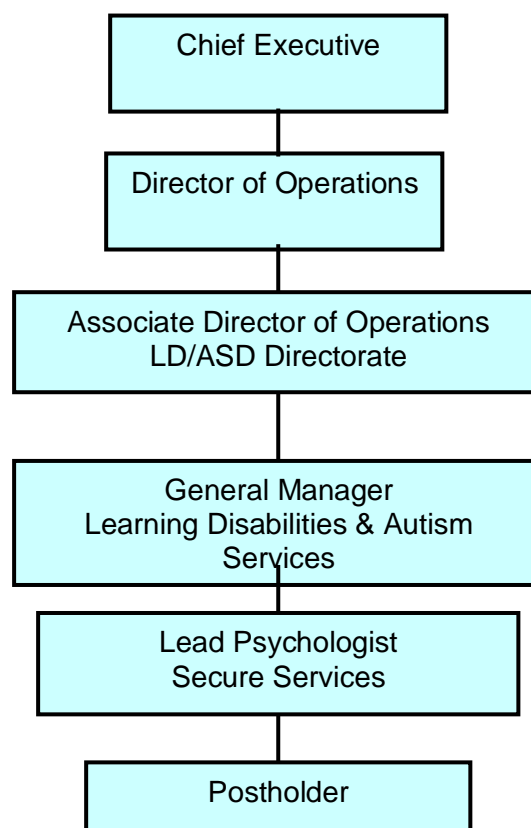 Chief Executive
Director of Operations
Associate Director of Operations
LD/ASD Directorate
General Manager
Learning Disabilities & Autism
Services
Lead Psychologist
Secure Services
Postholder